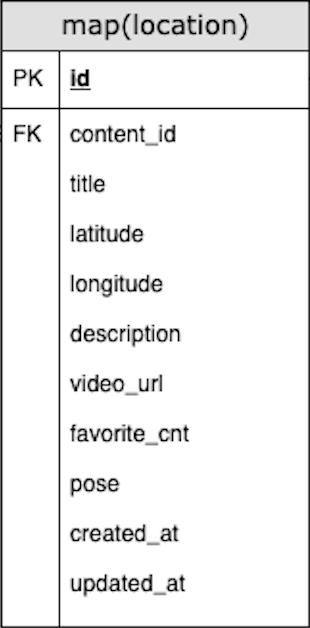 map(location)
PK id
FK content_id
title
latitude
longitude
description
video_url
favorite_cnt
pose
created_at
updated_at